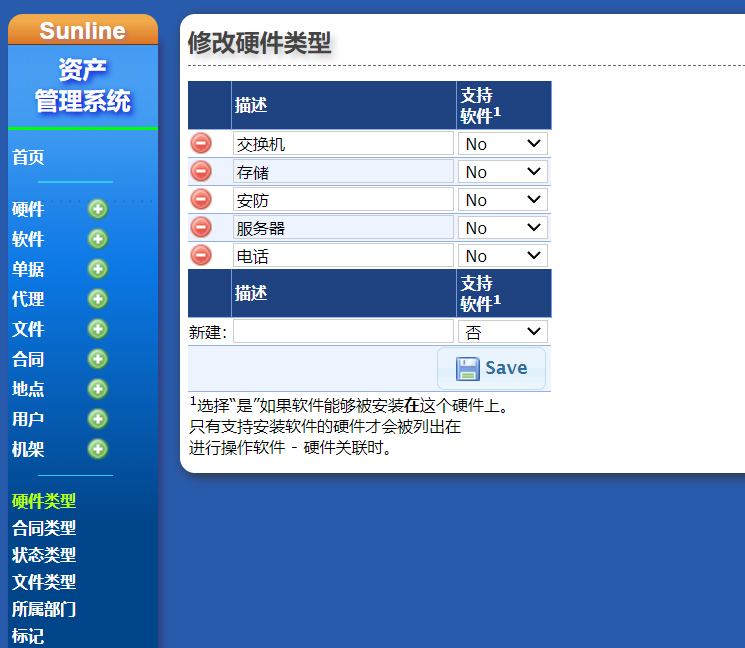 Sunline
资产
管理系统
首页
硬件
软件
单据
代理
文件
合同
地点
用户
机架
硬件类型
合同类型
状态类型
文件类型
所属部门
标记
修改硬件类型
描述 支持
软件¹
交换机 No
存储 No
安防 No
服务器 No
电话 No
描述 支持
软件¹
新建: 否
Save
¹选择“是”如果软件能够被安装在这个硬件上。
只有支持安装软件的硬件才会被列出在
进行操作软件 - 硬件关联时。